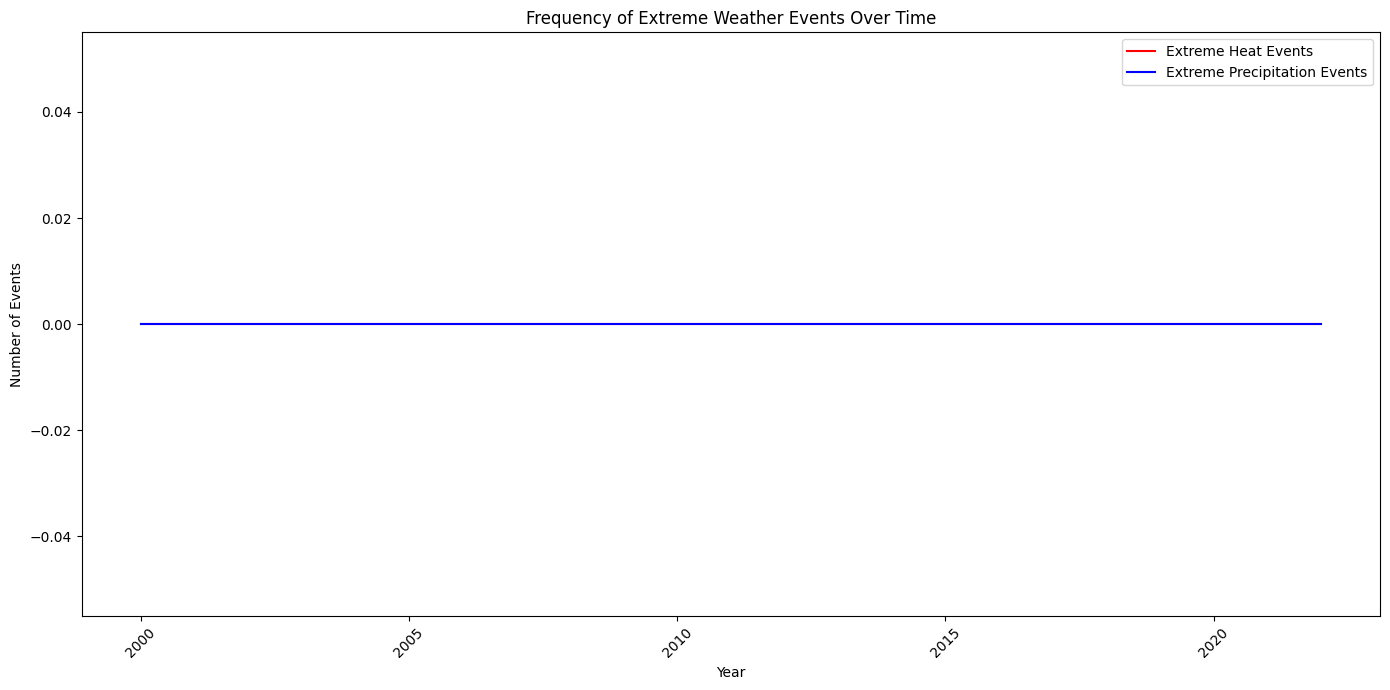 Frequency of Extreme Weather Events Over Time
Extreme Heat Events
Extreme Precipitation Events
Number of Events
0.04
0.02
0.00
−0.02
−0.04
2000
2005
2010
2015
2020
Year